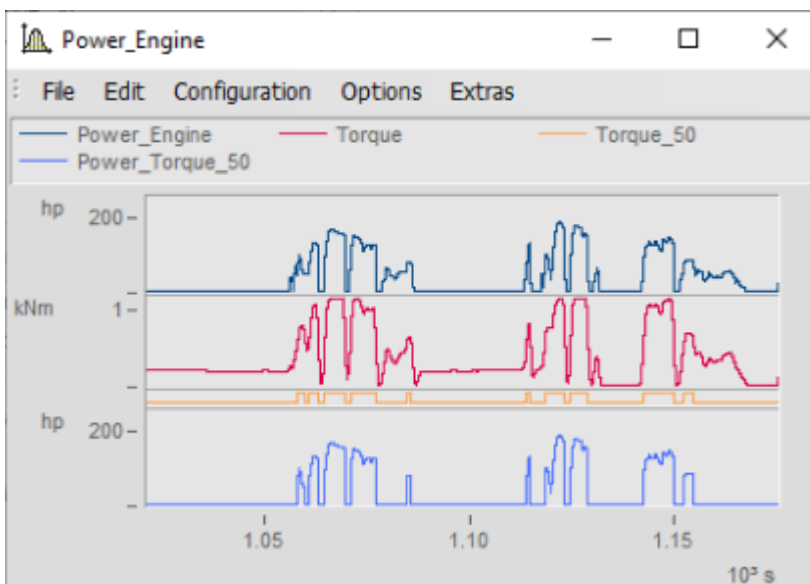 Power_Engine
File Edit Configuration Options Extras
Power_Engine Torque Torque_50
Power_Torque_50
hp 200
kNm 1
hp 200
1.05 1.10 1.15
10³ s